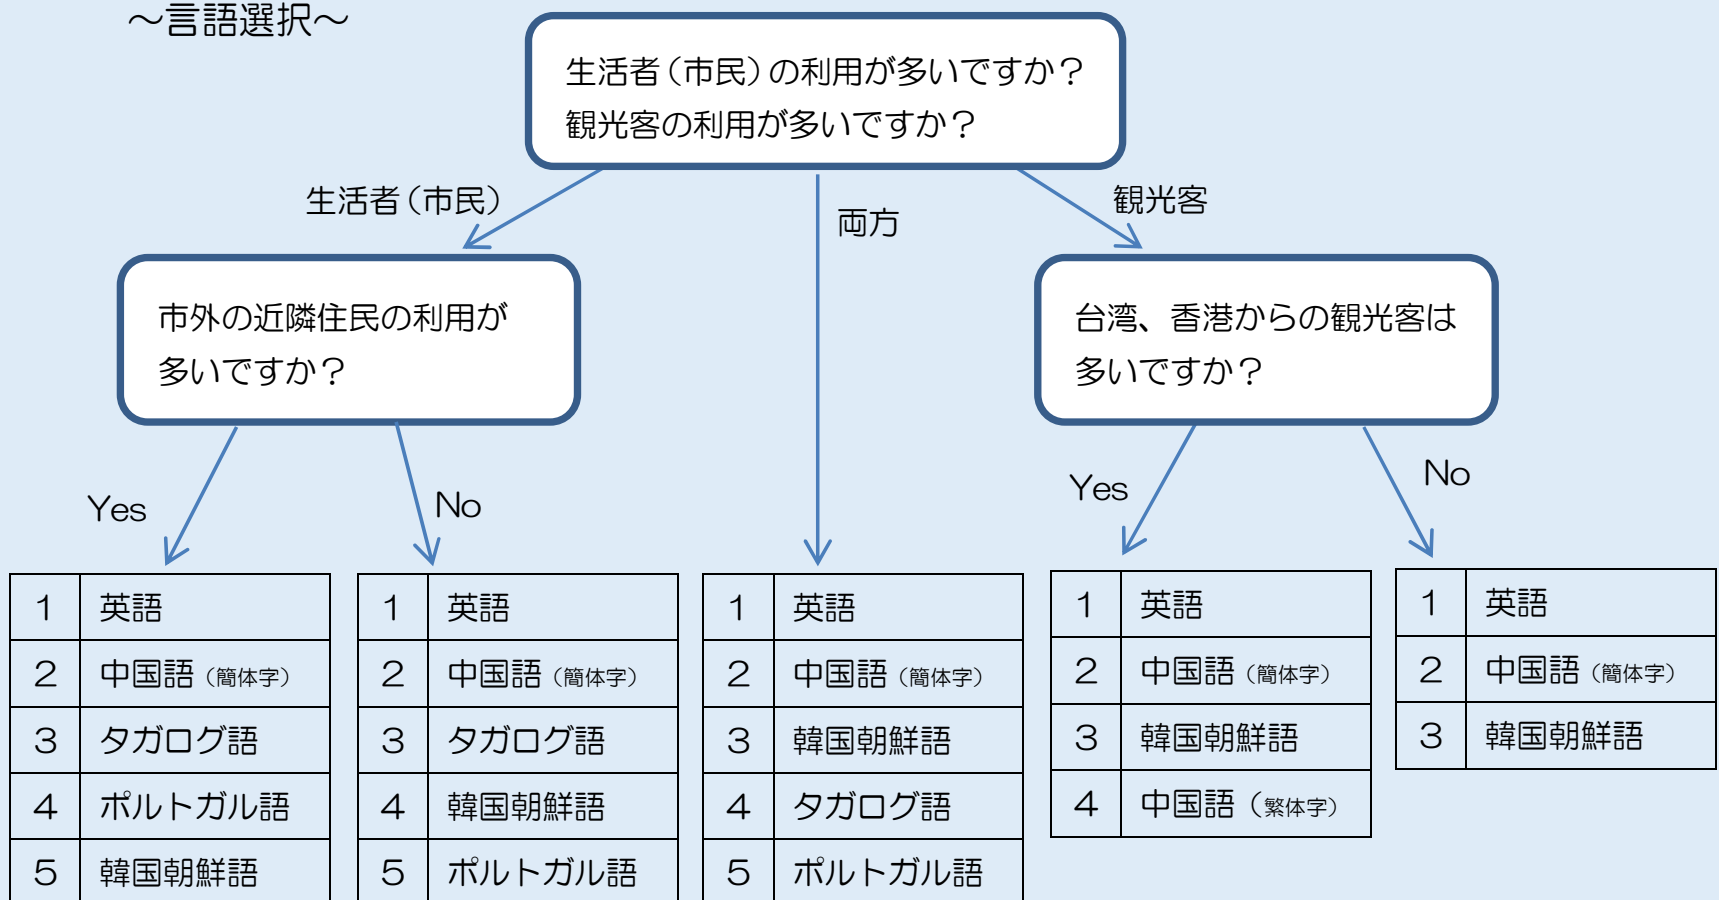 ～言語選択～
生活者（市民）の利用が多いですか？
観光客の利用が多いですか？
生活者（市民）
両方
観光客
市外の近隣住民の利用が
多いですか？
台湾、香港からの観光客は
多いですか？
Yes
No
Yes
No
1 英語
2 中国語（簡体字）
3 タガログ語
4 ポルトガル語
5 韓国朝鮮語
1 英語
2 中国語（簡体字）
3 タガログ語
4 韓国朝鮮語
5 ポルトガル語
1 英語
2 中国語（簡体字）
3 韓国朝鮮語
4 タガログ語
5 ポルトガル語
1 英語
2 中国語（簡体字）
3 韓国朝鮮語
4 中国語（繁体字）
1 英語
2 中国語（簡体字）
3 韓国朝鮮語